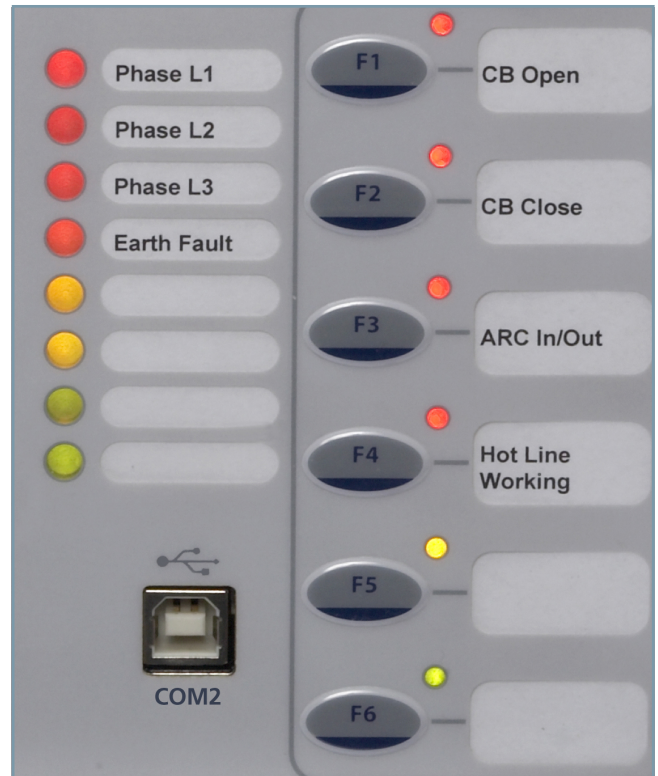 Phase L1
Phase L2
Phase L3
Earth Fault
COM2
F1
CB Open
F2
CB Close
F3
ARC In/Out
F4
Hot Line
Working
F5
F6